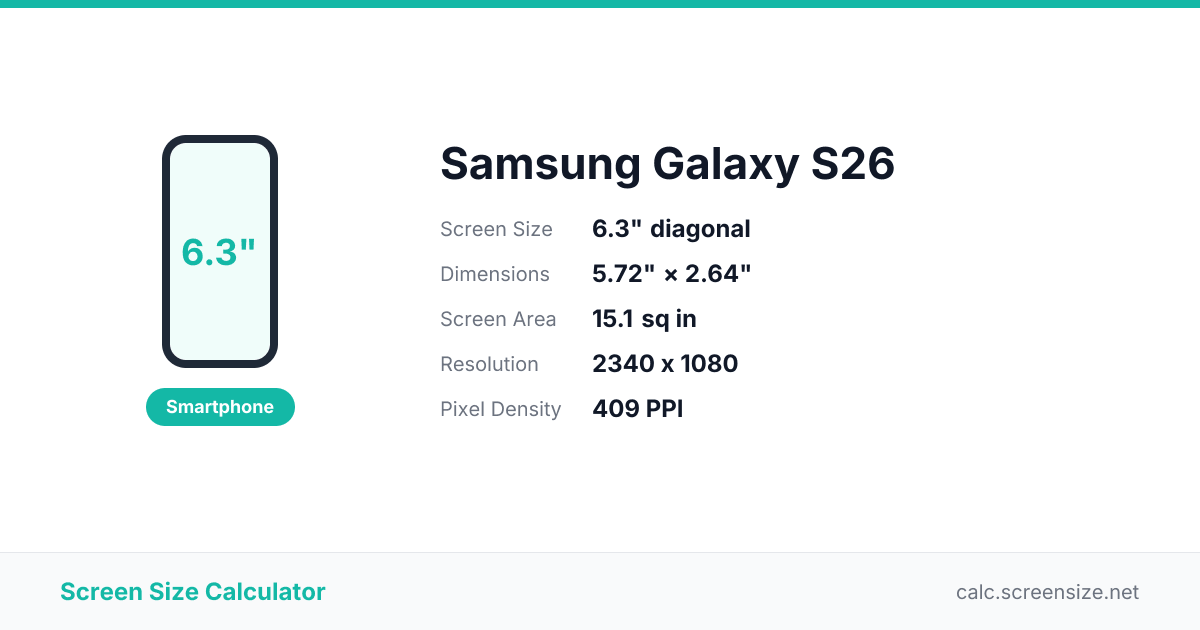 6.3"
Smartphone
Samsung Galaxy S26
Screen Size 6.3" diagonal
Dimensions 5.72" × 2.64"
Screen Area 15.1 sq in
Resolution 2340 x 1080
Pixel Density 409 PPI
Screen Size Calculator
calc.screensize.net